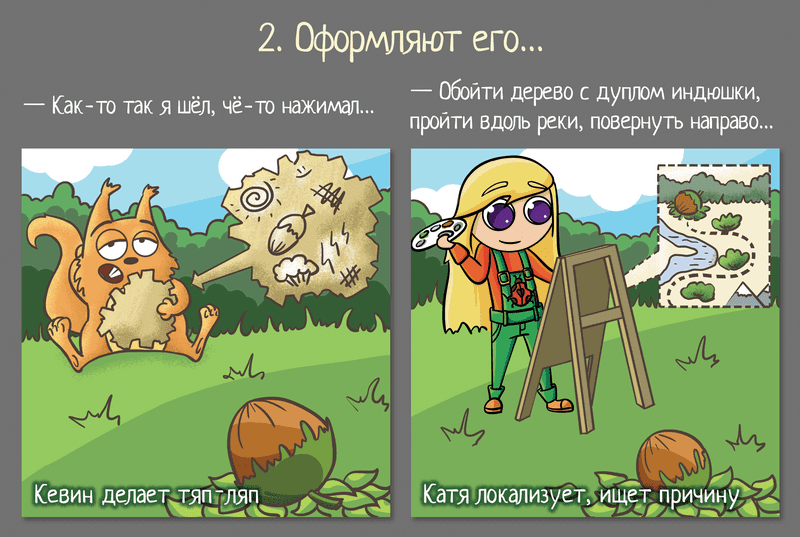 2. Оформляют его...
— Как-то так я шёл, чё-то нажимал...
— Обойти дерево с дуплом индюшки,
пройти вдоль реки, повернуть направо...
Кевин делает тяп-ляп
Катя локализует, ищет причину